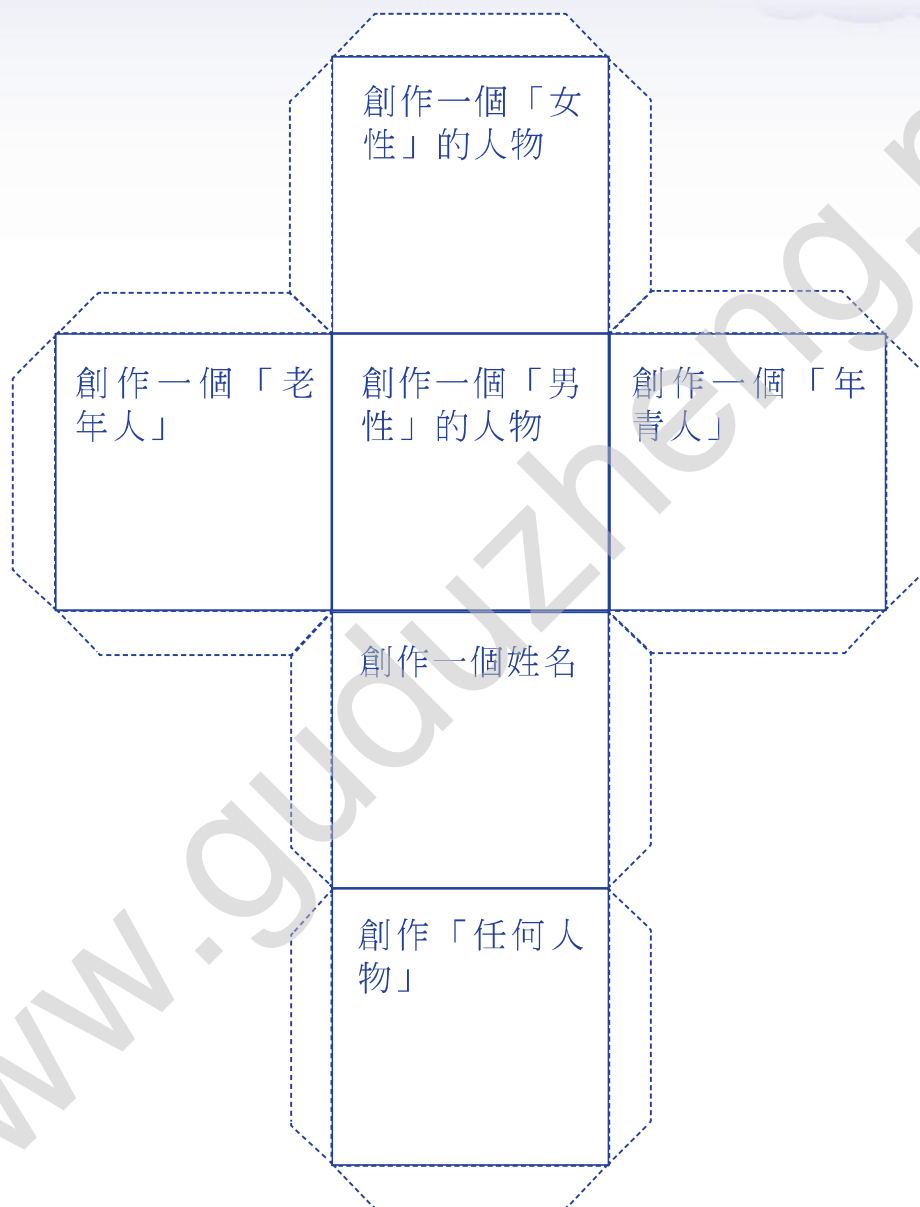 創作一個「女
性」的人物
創作一個「老
年人」
創作一個「男
性」的人物
創作一個「年
青人」
創作一個姓名
創作「任何人
物」
www.guduzheng.